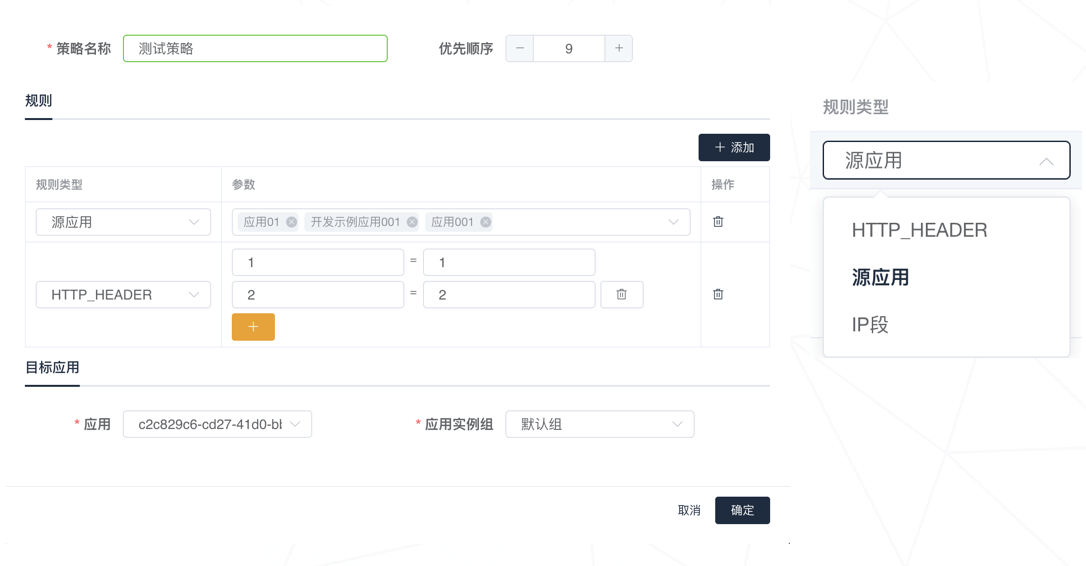 * 策略名称 测试策略 优先顺序 − 9 +
规则
+ 添加
规则类型 参数 操作
源应用 应用01 开发示例应用001 应用001
1 = 1
HTTP_HEADER 2 = 2
+
目标应用
* 应用 c2c829c6-cd27-41d0-bb * 应用实例组 默认组
取消 确定
规则类型
源应用
HTTP_HEADER
源应用
IP段